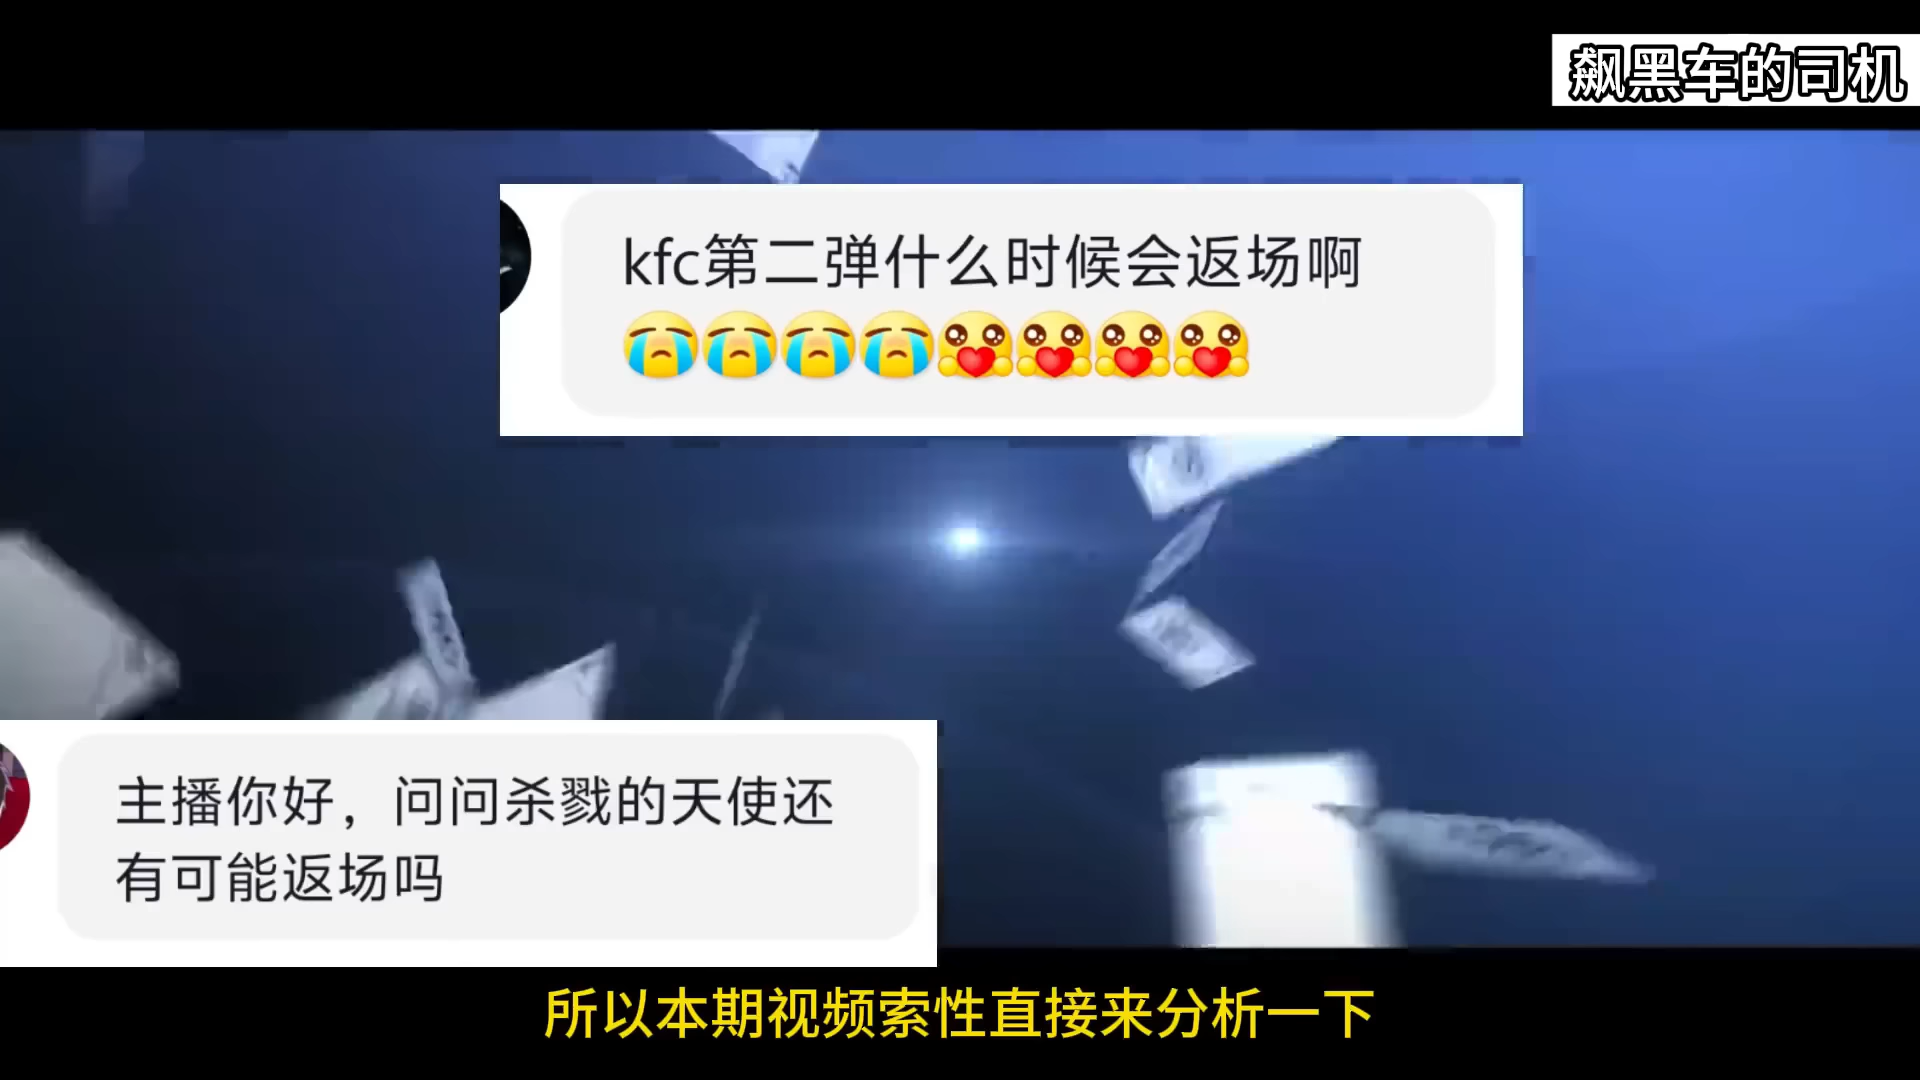 飙黑车的司机
kfc第二弹什么时候会返场啊
😭😭😭😭🤗🤗🤗🤗
主播你好，问问杀戮的天使还
有可能返场吗
所以本期视频索性直接来分析一下